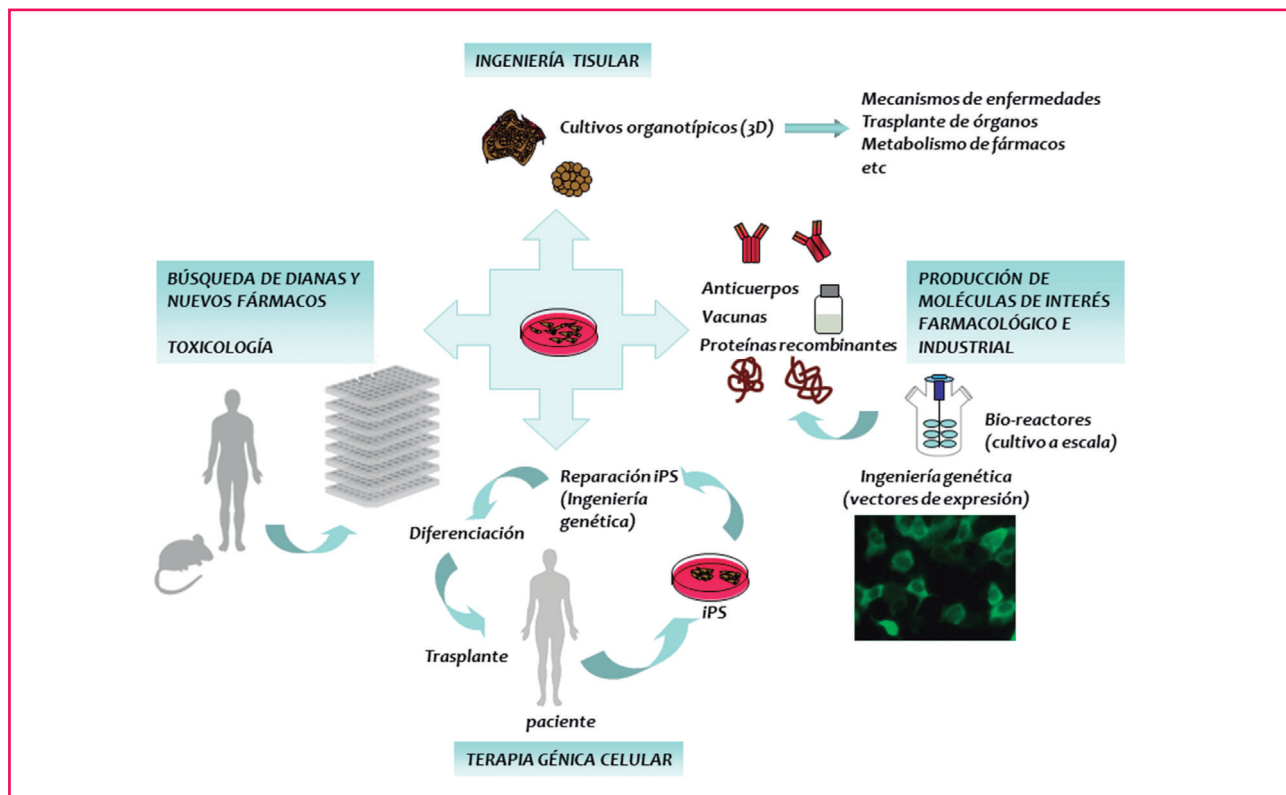 INGENIERÍA TISULAR
Cultivos organotípicos (3D)
Mecanismos de enfermedades
Trasplante de órganos
Metabolismo de fármacos
etc
BÚSQUEDA DE DIANAS Y
NUEVOS FÁRMACOS
TOXICOLOGÍA
Anticuerpos
Vacunas
Proteínas recombinantes
PRODUCCIÓN DE
MOLÉCULAS DE INTERÉS
FARMACOLÓGICO E
INDUSTRIAL
Bio-reactores
(cultivo a escala)
Ingeniería genética
(vectores de expresión)
Reparación iPS
(Ingeniería
genética)
Diferenciación
Trasplante
iPS
paciente
TERAPIA GÉNICA CELULAR